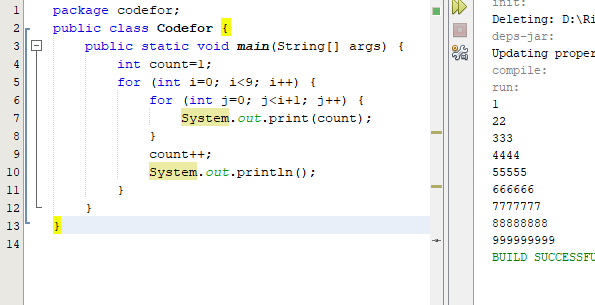 1 package codefor;
2 public class Codefor {
3 public static void main(String[] args) {
4 int count=1;
5 for (int i=0; i<9; i++) {
6 for (int j=0; j<i+1; j++) {
7 System.out.print(count);
8 }
9 count++;
10 System.out.println();
11 }
12 }
13 }
14
init:
Deleting: D:\Ri
deps-jar:
Updating proper
compile:
run:
1
22
333
4444
55555
666666
7777777
88888888
999999999
BUILD SUCCESSFU